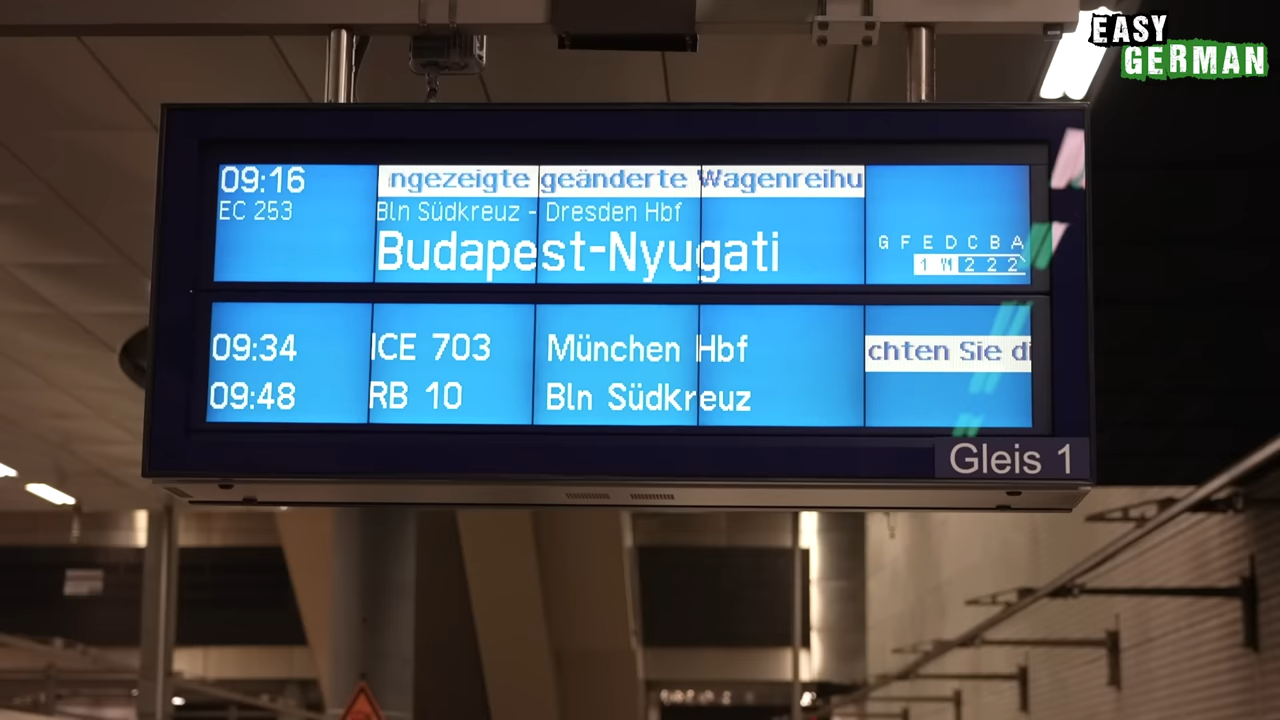 EASY
GERMAN
09:16 ngezeigte geänderte Wagenreihu
EC 253 Bln Südkreuz - Dresden Hbf
Budapest-Nyugati
G F E D C B A
1 2 2 2
09:34 ICE 703 München Hbf chten Sie di
09:48 RB 10 Bln Südkreuz
Gleis 1